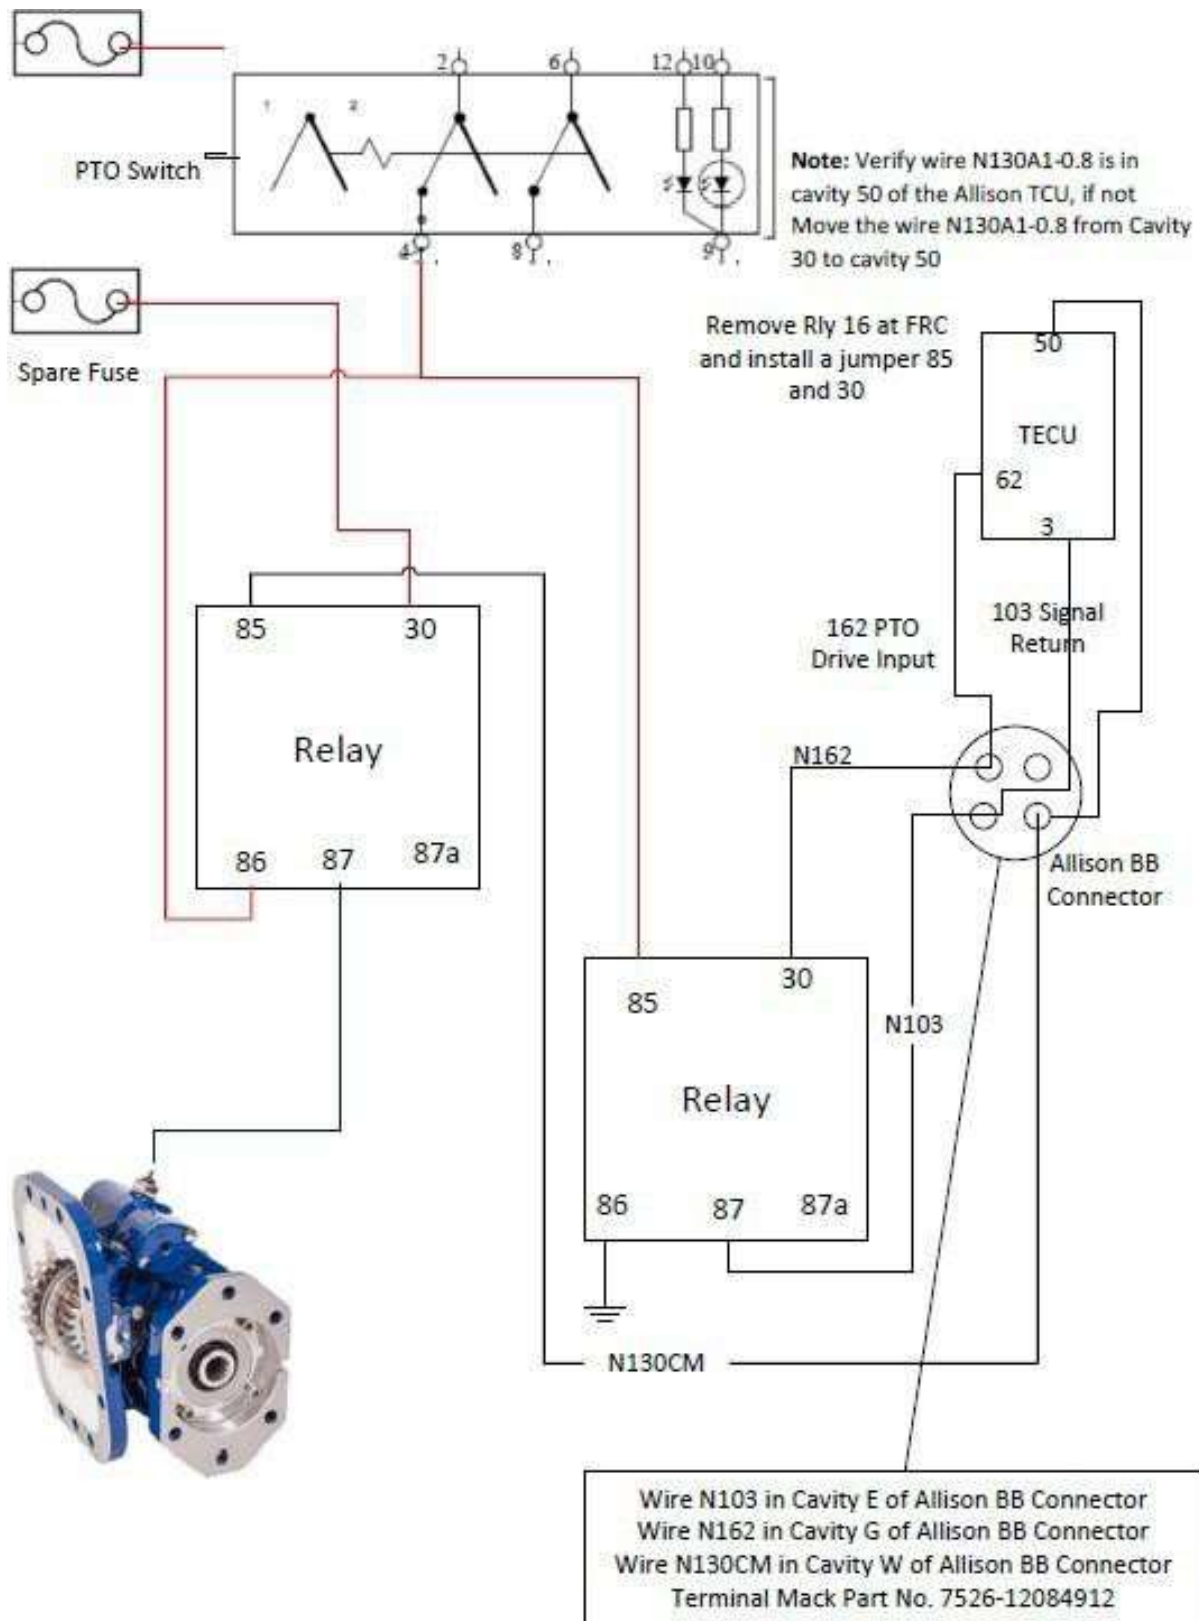 2
6
12
10
1
2
PTO Switch
4
9
9
Note: Verify wire N130A1-0.8 is in
cavity 50 of the Allison TCU, if not
Move the wire N130A1-0.8 from Cavity
30 to cavity 50
Spare Fuse
Remove Rly 16 at FRC
and install a jumper 85
and 30
50
TECU
62
3
85
30
Relay
86
87
87a
162 PTO
Drive Input
103 Signal
Return
N162
Allison BB
Connector
30
85
N103
Relay
86
87
87a
N130CM
Wire N103 in Cavity E of Allison BB Connector
Wire N162 in Cavity G of Allison BB Connector
Wire N130CM in Cavity W of Allison BB Connector
Terminal Mack Part No. 7526-12084912